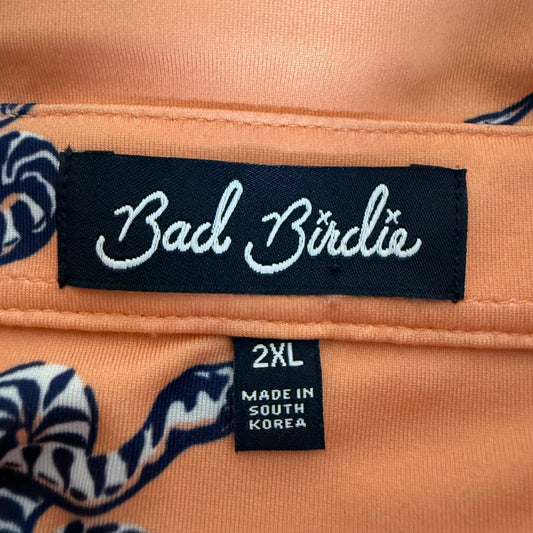 Bad Birdie
2XL
MADE IN
SOUTH
KOREA